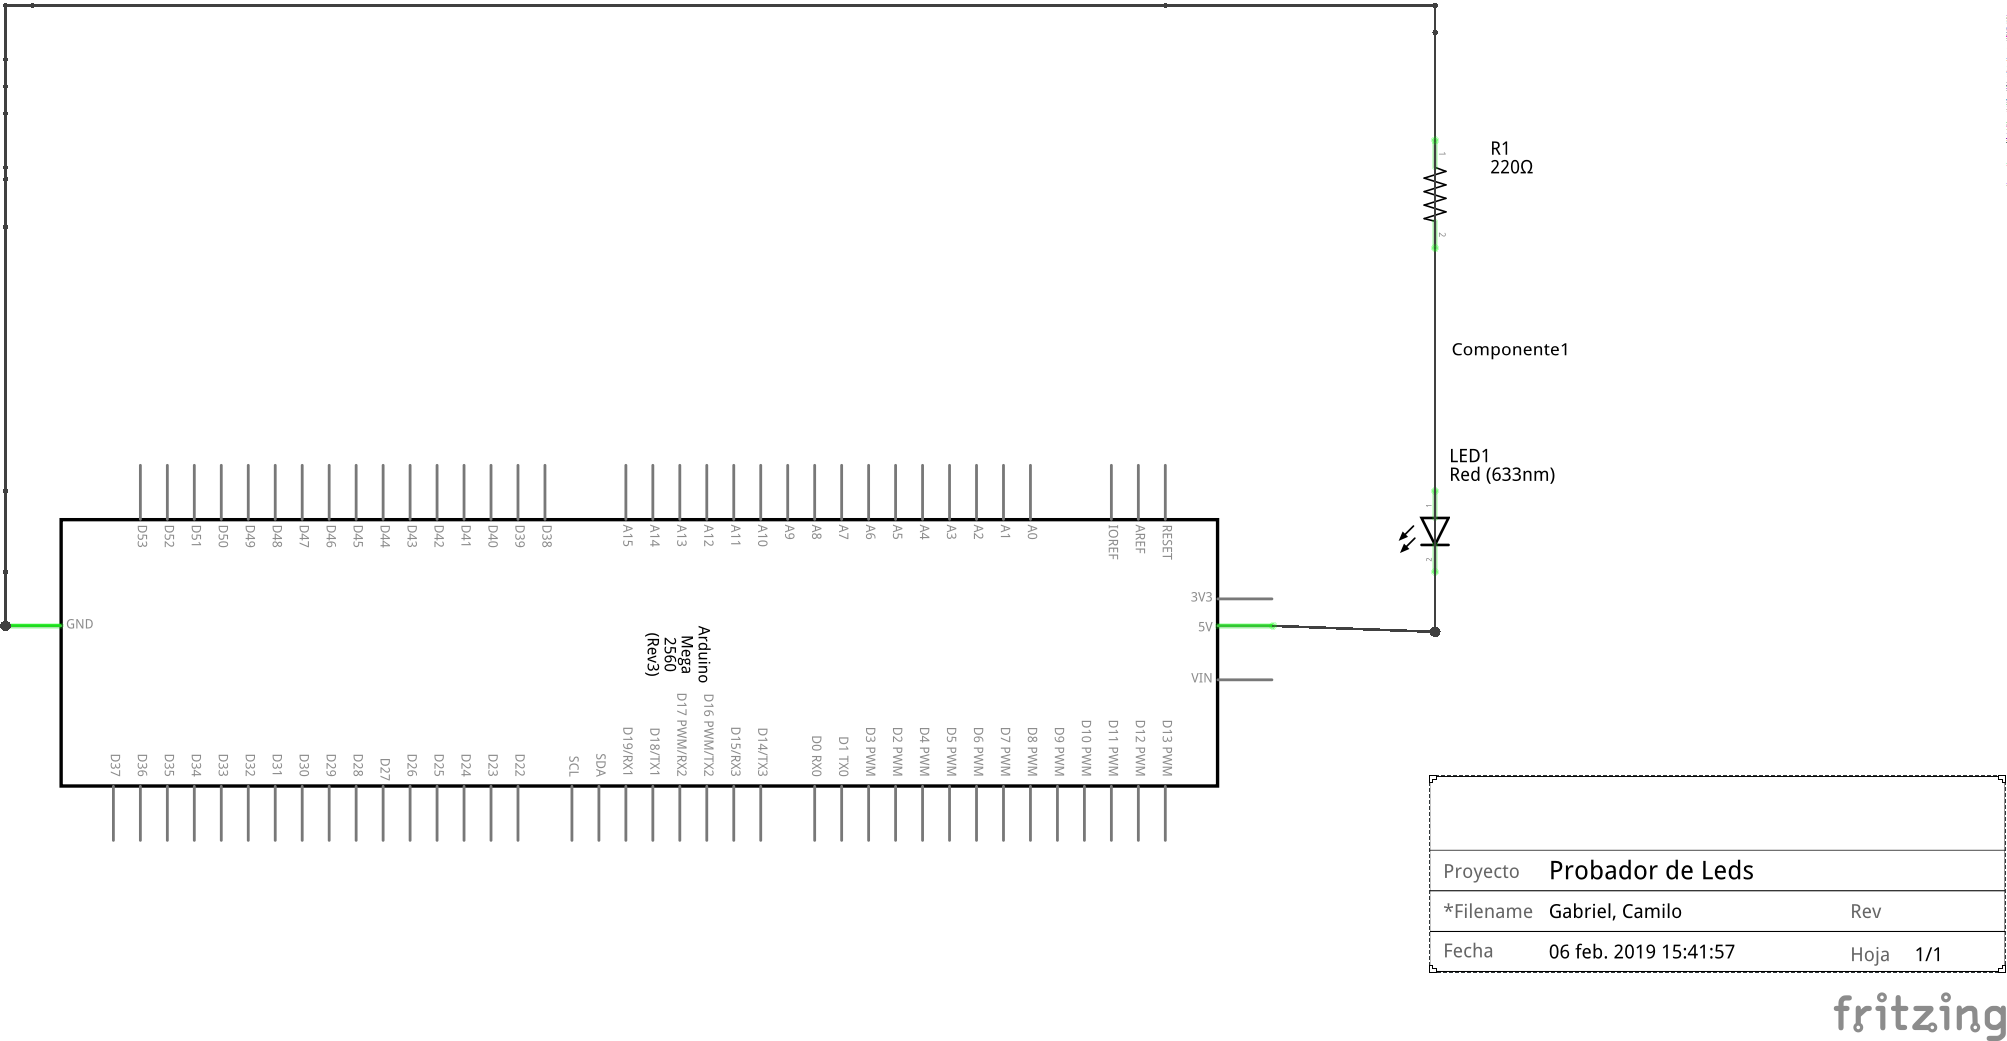 R1
220Ω
1
2
Componente1
LED1
Red (633nm)
1
2
D53 D52 D51 D50 D49 D48 D47 D46 D45 D44 D43 D42 D41 D40 D39 D38 A15 A14 A13 A12 A11 A10 A9 A8 A7 A6 A5 A4 A3 A2 A1 A0 IOREF AREF RESET
3V3
GND
5V
VIN
Arduino
Mega
2560
(Rev3)
D37 D36 D35 D34 D33 D32 D31 D30 D29 D28 D27 D26 D25 D24 D23 D22 SCL SDA D19/RX1 D18/TX1 D17 PWM/RX2 D16 PWM/TX2 D15/RX3 D14/TX3 D0 RX0 D1 TX0 D3 PWM D2 PWM D4 PWM D5 PWM D6 PWM D7 PWM D8 PWM D9 PWM D10 PWM D11 PWM D12 PWM D13 PWM
Proyecto Probador de Leds
*Filename Gabriel, Camilo Rev
Fecha 06 feb. 2019 15:41:57 Hoja 1/1
fritzing